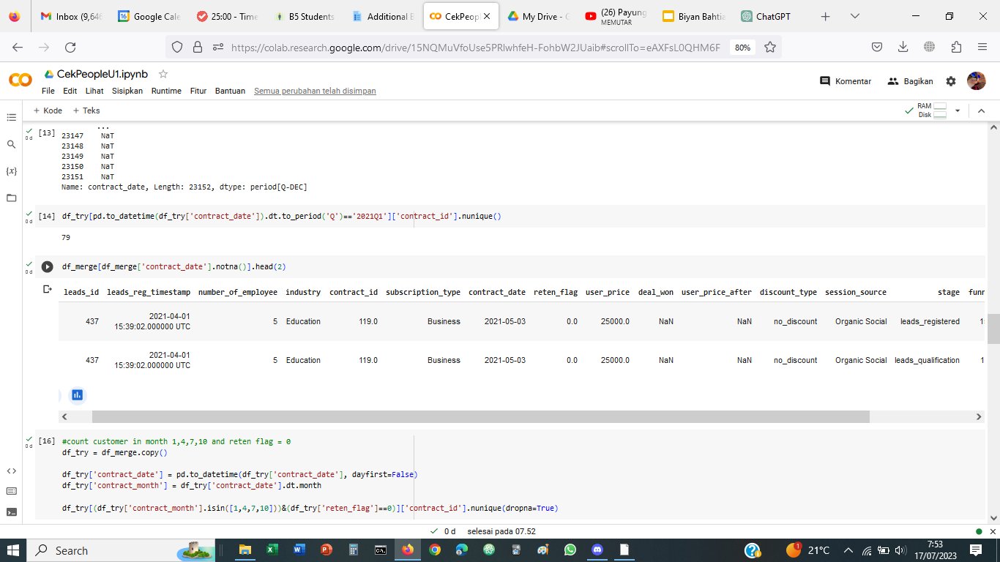 Inbox (9,646
Google Cale
25:00 - Time
B5 Students
Additional B
CekPeopl
My Drive - G
(26) Payung
MEMUTAR
Biyan Bahtia
ChatGPT
https://colab.research.google.com/drive/15NQMuVfoUse5PRlwhfeH-FohbW2JUaib#scrollTo=eAXFsL0QHM6F
80%
CekPeopleU1.ipynb
Komentar
Bagikan
File Edit Lihat Sisipkan Runtime Fitur Bantuan Semua perubahan telah disimpan
+ Kode + Teks
RAM
Disk
[13]
0 d
...
23147 NaT
23148 NaT
23149 NaT
23150 NaT
23151 NaT
Name: contract_date, Length: 23152, dtype: period[Q-DEC]
[14] df_try[pd.to_datetime(df_try['contract_date']).dt.to_period('Q')=='2021Q1']['contract_id'].nunique()
0 d
79
df_merge[df_merge['contract_date'].notna()].head(2)
0 d
leads_id leads_reg_timestamp number_of_employee industry contract_id subscription_type contract_date reten_flag user_price deal_won user_price_after discount_type session_source stage funn
437 2021-04-01 15:39:02.000000 UTC 5 Education 119.0 Business 2021-05-03 0.0 25000.0 NaN NaN no_discount Organic Social leads_registered 1
437 2021-04-01 15:39:02.000000 UTC 5 Education 119.0 Business 2021-05-03 0.0 25000.0 NaN NaN no_discount Organic Social leads_qualification 1
[16] #count customer in month 1,4,7,10 and reten flag = 0
0 d
df_try = df_merge.copy()
df_try['contract_date'] = pd.to_datetime(df_try['contract_date'], dayfirst=False)
df_try['contract_month'] = df_try['contract_date'].dt.month
df_try[(df_try['contract_month'].isin([1,4,7,10]))&(df_try['reten_flag']==0)]['contract_id'].nunique(dropna=True)
0 d selesai pada 07.52
Search
1
21°C
7:53
17/07/2023